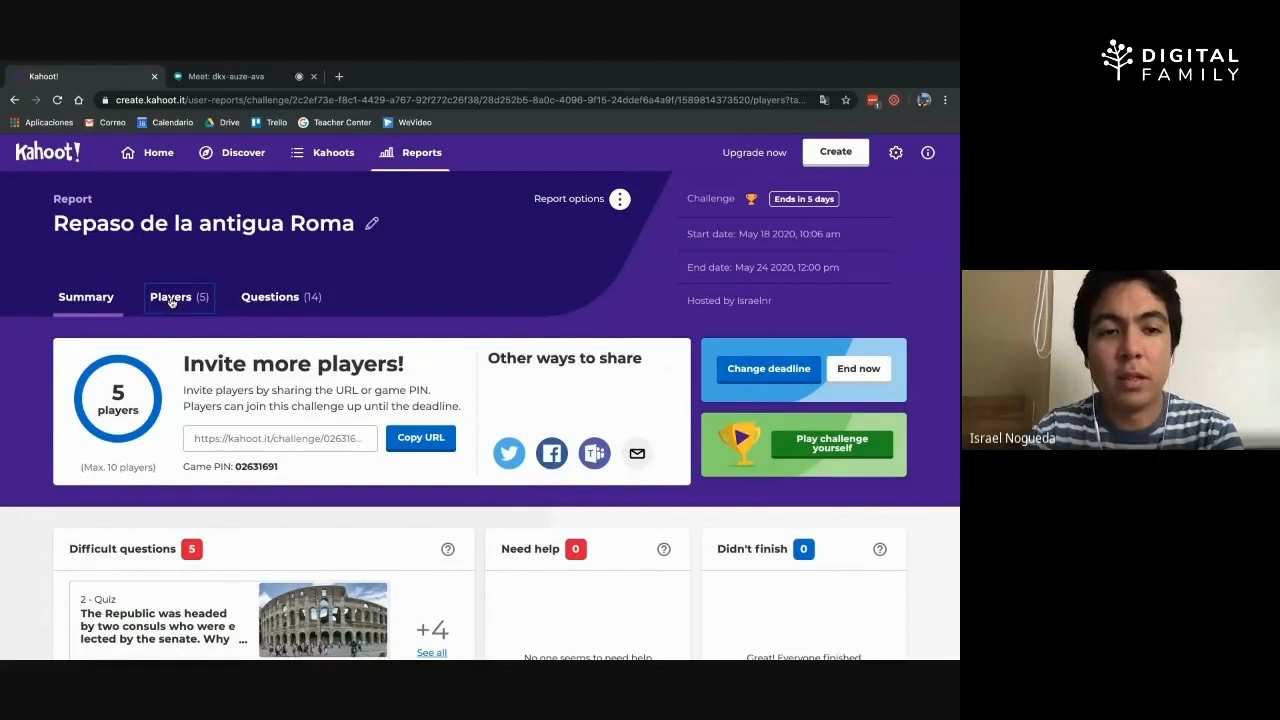 DIGITAL
FAMILY
Kahoot!
Meet: dkx-auze-ava
create.kahoot.it/user-reports/challenge/2c2ef73e-f8c1-4429-a767-92f272c26f38/28d252b5-8a0c-4096-9f15-24ddef6a4a9f/1589814373520/players?ta...
Aplicaciones Correo Calendario Drive Trello Teacher Center WeVideo
Kahoot! Home Discover Kahoots Reports Upgrade now Create
Report
Report options
Repaso de la antigua Roma
Challenge Ends in 5 days
Start date: May 18 2020, 10:06 am
End date: May 24 2020, 12:00 pm
Hosted by Israelnr
Summary Players (5) Questions (14)
5
players
(Max. 10 players)
Invite more players!
Invite players by sharing the URL or game PIN.
Players can join this challenge up until the deadline.
https://kahoot.it/challenge/026316... Copy URL
Game PIN: 02631691
Other ways to share
Change deadline End now
Play challenge
yourself
Israel Nogueda
Difficult questions 5
Need help 0
Didn't finish 0
2 - Quiz
The Republic was headed
by two consuls who were e
lected by the senate. Why ...
+4
See all
No one seems to need help
Great! Everyone finished